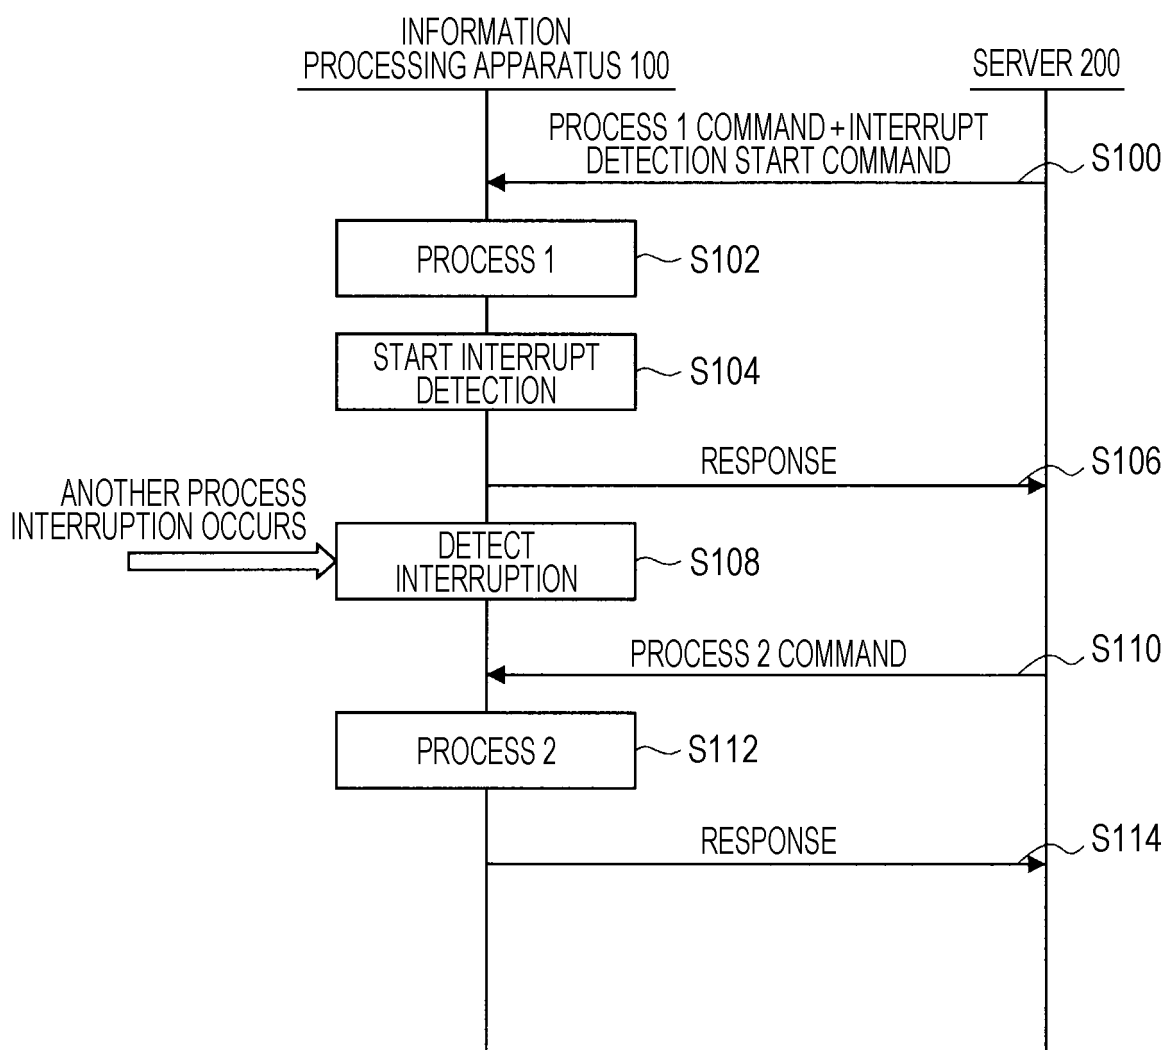 INFORMATION
PROCESSING APPARATUS 100
SERVER 200
PROCESS 1 COMMAND+INTERRUPT
DETECTION START COMMAND
S100
PROCESS 1
S102
START INTERRUPT
DETECTION
S104
RESPONSE
S106
ANOTHER PROCESS
INTERRUPTION OCCURS
DETECT
INTERRUPTION
S108
PROCESS 2 COMMAND
S110
PROCESS 2
S112
RESPONSE
S114